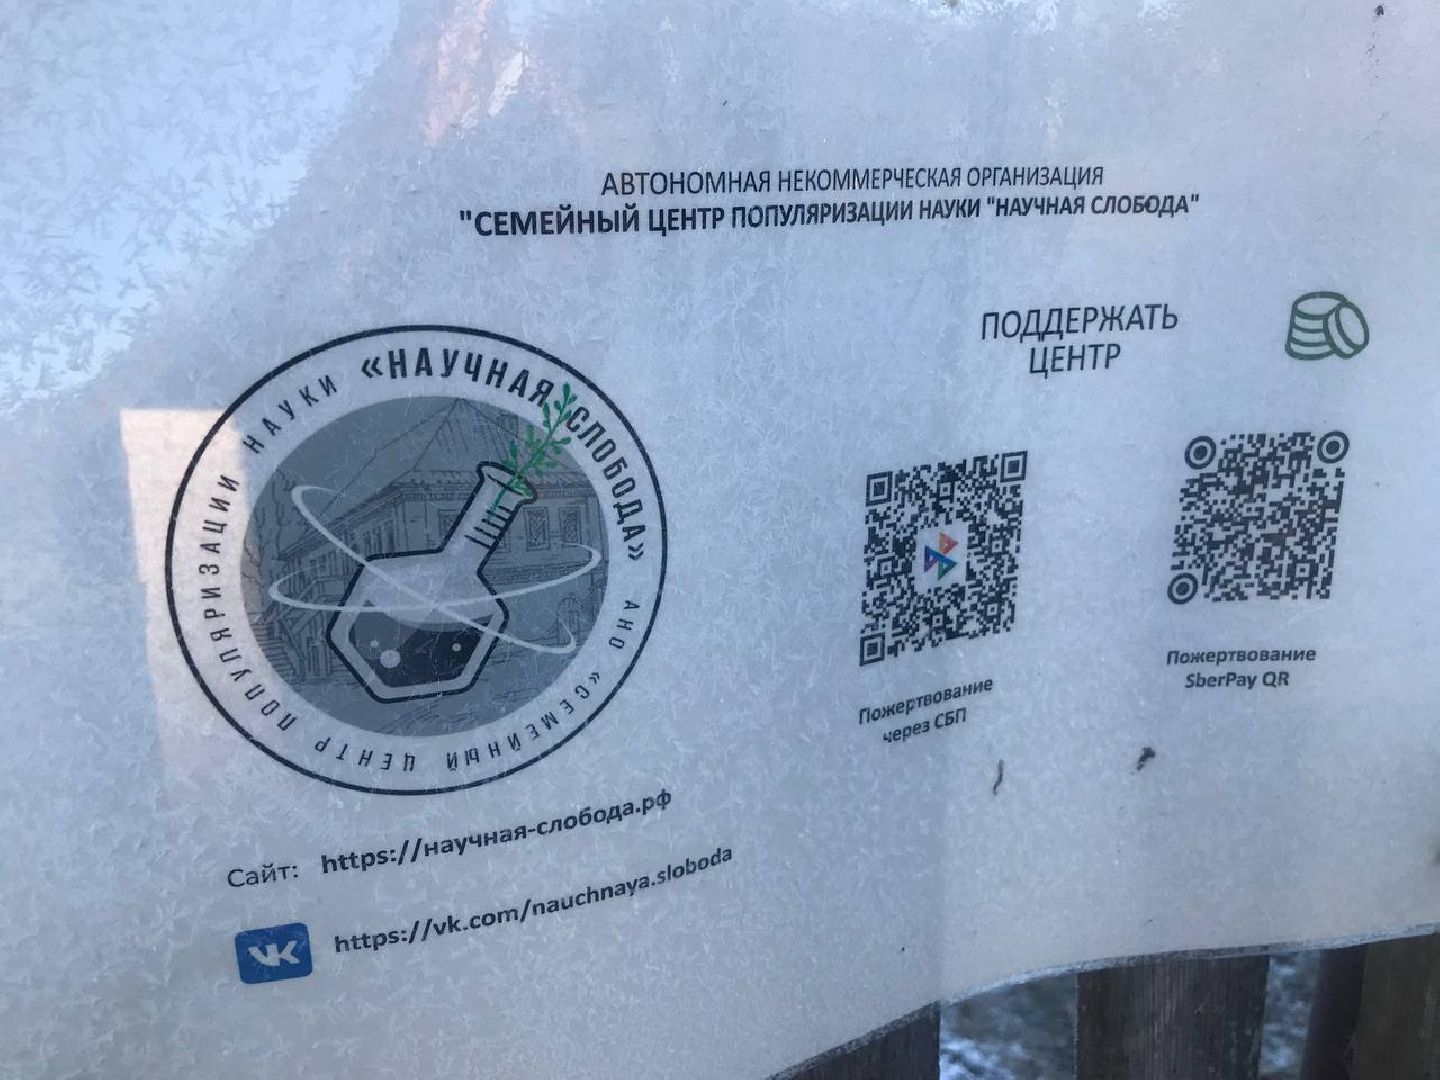 АВТОНОМНАЯ НЕКОММЕРЧЕСКАЯ ОРГАНИЗАЦИЯ
"СЕМЕЙНЫЙ ЦЕНТР ПОПУЛЯРИЗАЦИИ НАУКИ "НАУЧНАЯ СЛОБОДА"
ПОДДЕРЖАТЬ
ЦЕНТР
АНО «СЕМЕЙНЫЙ ЦЕНТР ПОПУЛЯРИЗАЦИИ НАУКИ «НАУЧНАЯ СЛОБОДА»
Пожертвование
через СБП
Пожертвование
SberPay QR
Сайт: https://научная-слобода.рф
VK https://vk.com/nauchnaya.sloboda